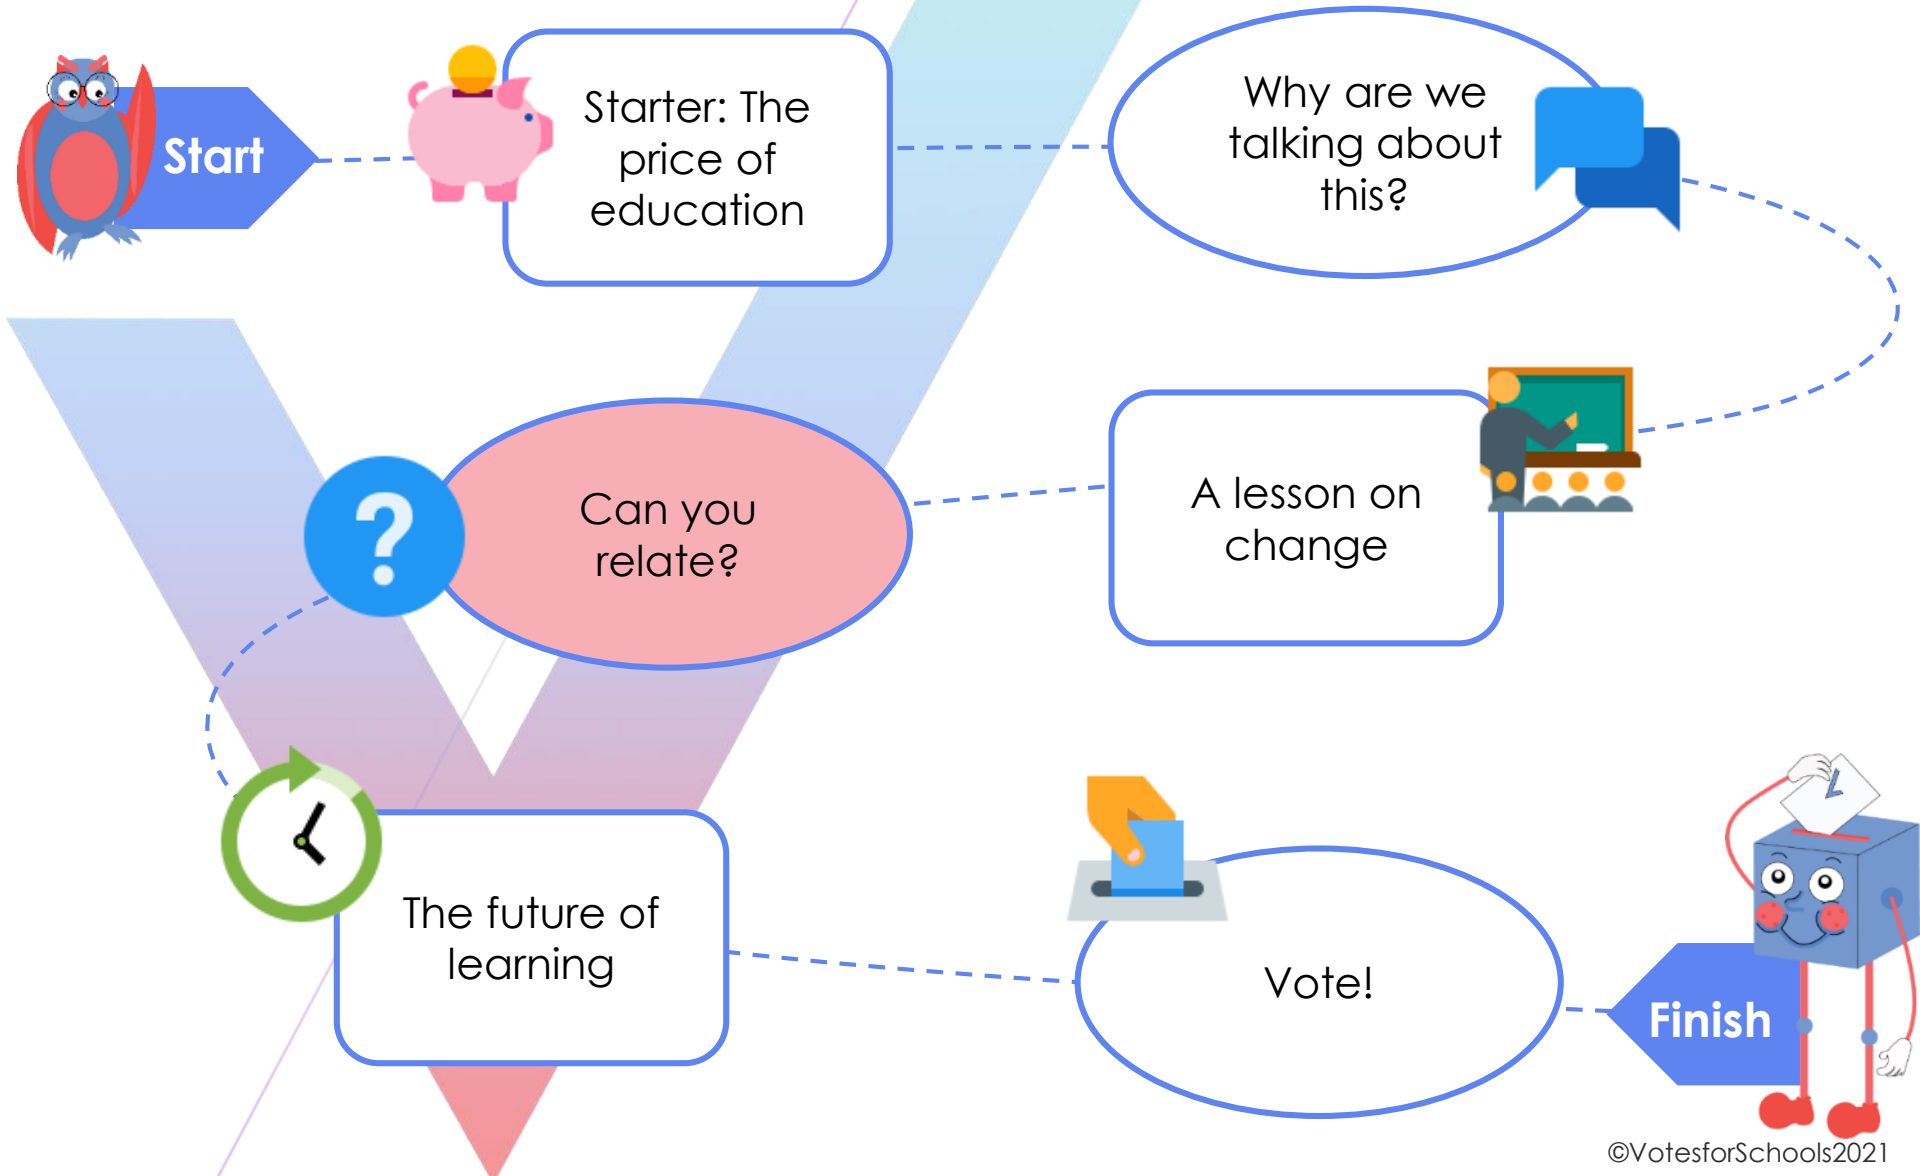 Start
Starter: The
price of
education
Why are we
talking about
this?
A lesson on
change
Can you
relate?
The future of
learning
Vote!
Finish
©VotesforSchools2021